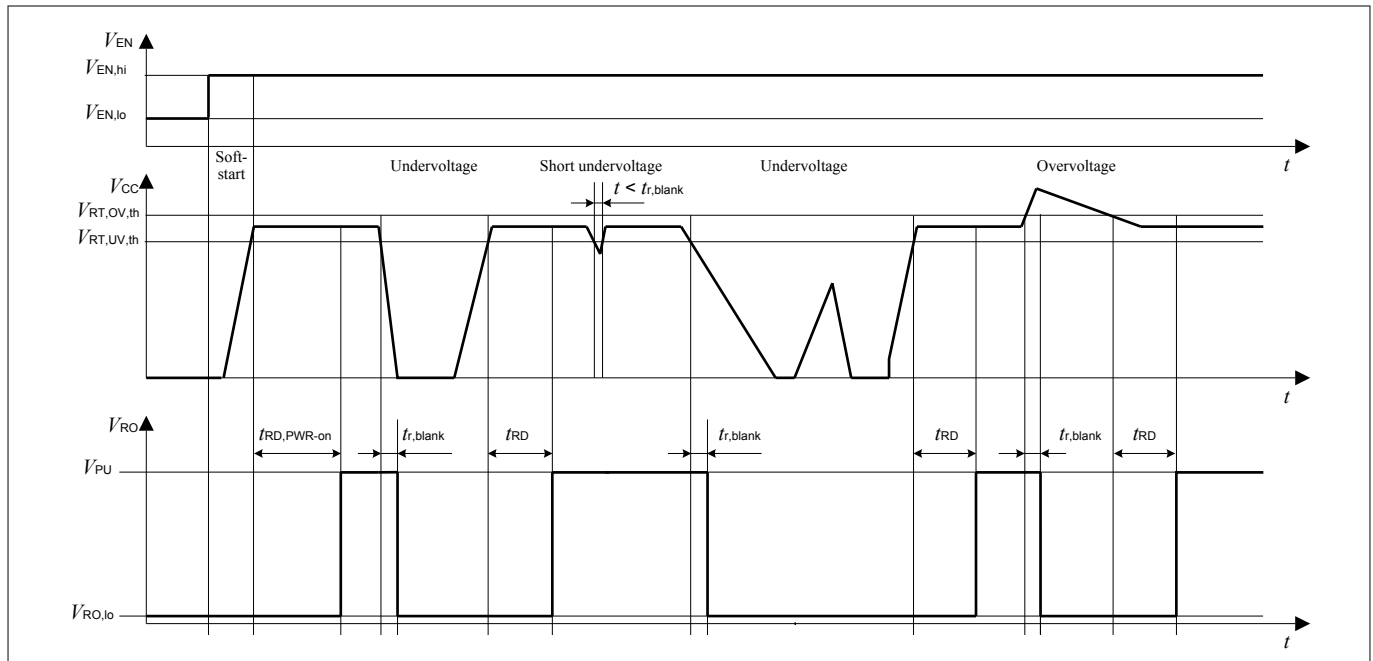 VEN
VEN,hi
VEN,lo
t
Soft-
start
Undervoltage
Short undervoltage
Undervoltage
Overvoltage
VCC
t < tr,blank
VRT,OV,th
VRT,UV,th
t
VRO
tRD,PWR-on
tr,blank
tRD
tr,blank
tRD
tr,blank
tRD
VPU
VRO,lo
t